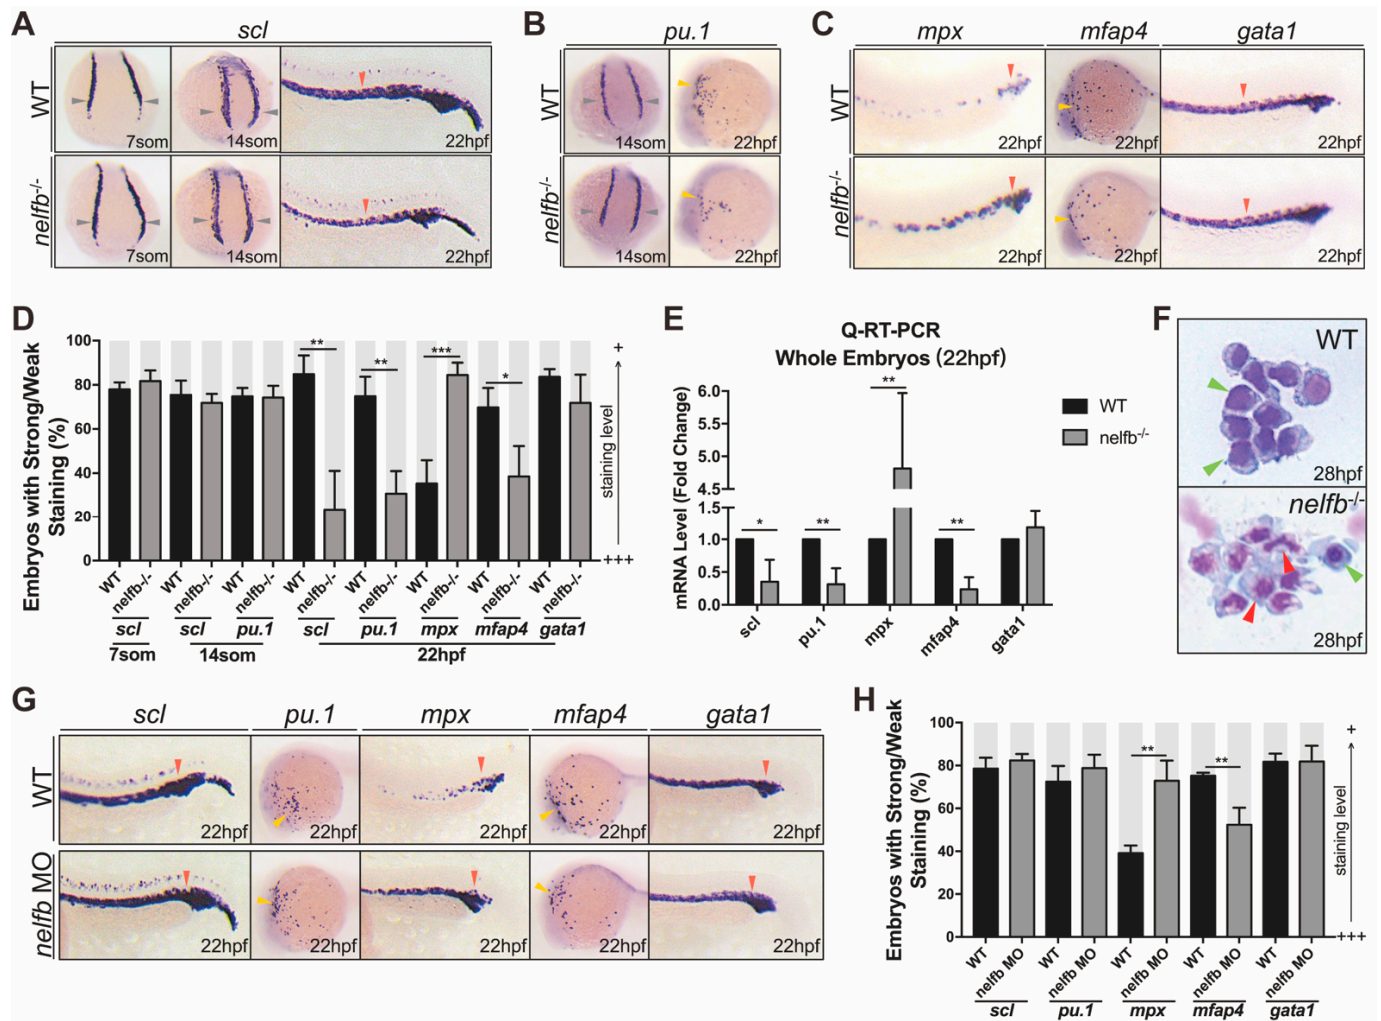 A
scl
WT
7som
14som
22hpf
nelfb-/-
7som
14som
22hpf
B
pu.1
WT
14som
22hpf
nelfb-/-
14som
22hpf
C
mpx
mfap4
gata1
WT
22hpf
22hpf
22hpf
nelfb-/-
22hpf
22hpf
22hpf
D
Embryos with Strong/Weak
Staining (%)
100
80
60
40
20
0
**
**
***
*
+
staining level
+++
WT
nelfb-/-
WT
nelfb-/-
WT
nelfb-/-
WT
nelfb-/-
WT
nelfb-/-
WT
nelfb-/-
WT
nelfb-/-
WT
nelfb-/-
scl
scl
pu.1
scl
pu.1
mpx
mfap4
gata1
7som
14som
22hpf
E
Q-RT-PCR
Whole Embryos (22hpf)
mRNA Level (Fold Change)
6.0
5.5
5.0
4.5
1.5
1.0
0.5
0.0
*
**
**
**
scl
pu.1
mpx
mfap4
gata1
WT
nelfb-/-
F
WT
28hpf
nelfb-/-
28hpf
G
scl
pu.1
mpx
mfap4
gata1
WT
22hpf
22hpf
22hpf
22hpf
22hpf
nelfb MO
22hpf
22hpf
22hpf
22hpf
22hpf
H
Embryos with Strong/Weak
Staining (%)
100
80
60
40
20
0
**
**
+
staining level
+++
WT
nelfb MO
WT
nelfb MO
WT
nelfb MO
WT
nelfb MO
WT
nelfb MO
scl
pu.1
mpx
mfap4
gata1